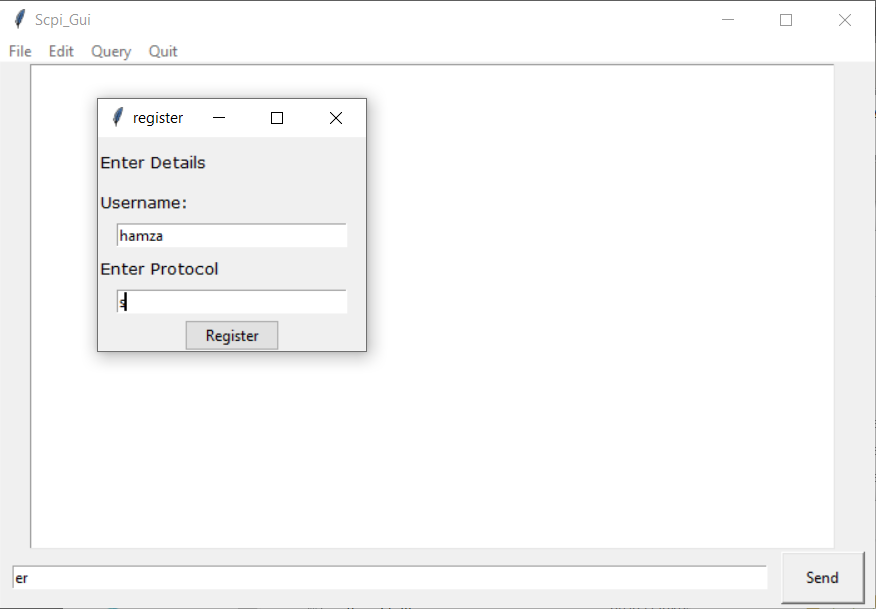 Scpi_Gui
File Edit Query Quit
register
Enter Details
Username:
hamza
Enter Protocol
s
Register
er
Send